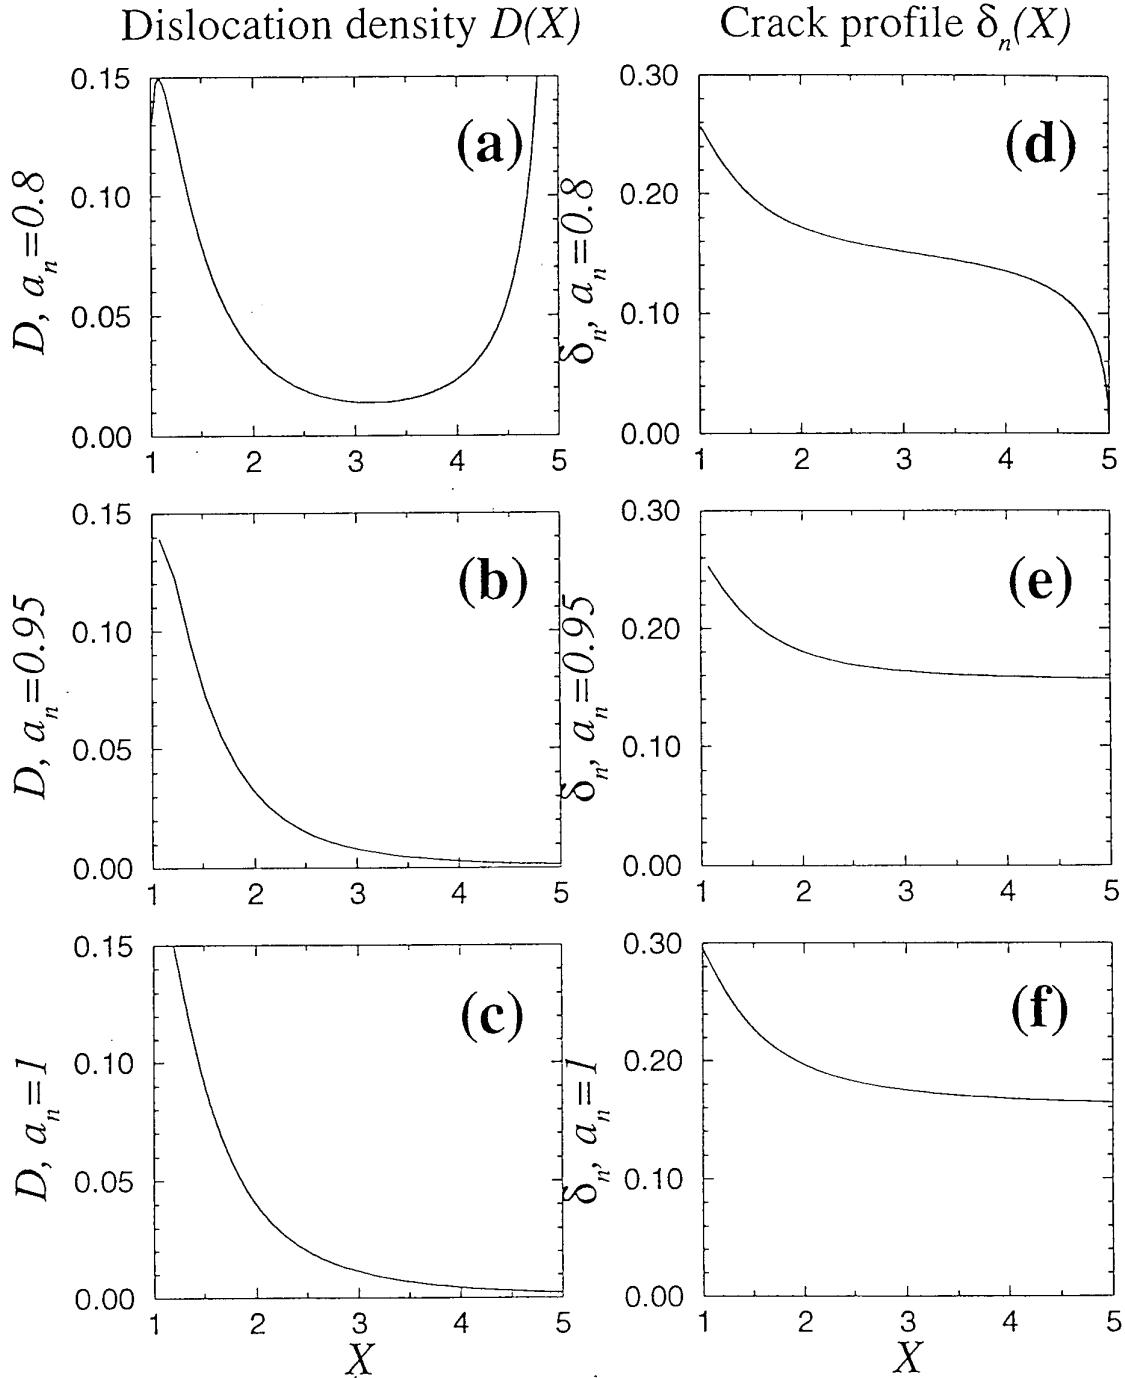 Dislocation density D(X)
Crack profile δn(X)
D, an=0.8
0.15
0.10
0.05
0.00
1 2 3 4 5
(a)
δn, an=0.8
0.30
0.20
0.10
0.00
1 2 3 4 5
(d)
D, an=0.95
0.15
0.10
0.05
0.00
1 2 3 4 5
(b)
δn, an=0.95
0.30
0.20
0.10
0.00
1 2 3 4 5
(e)
D, an=1
0.15
0.10
0.05
0.00
1 2 3 4 5
X
(c)
δn, an=1
0.30
0.20
0.10
0.00
1 2 3 4 5
X
(f)